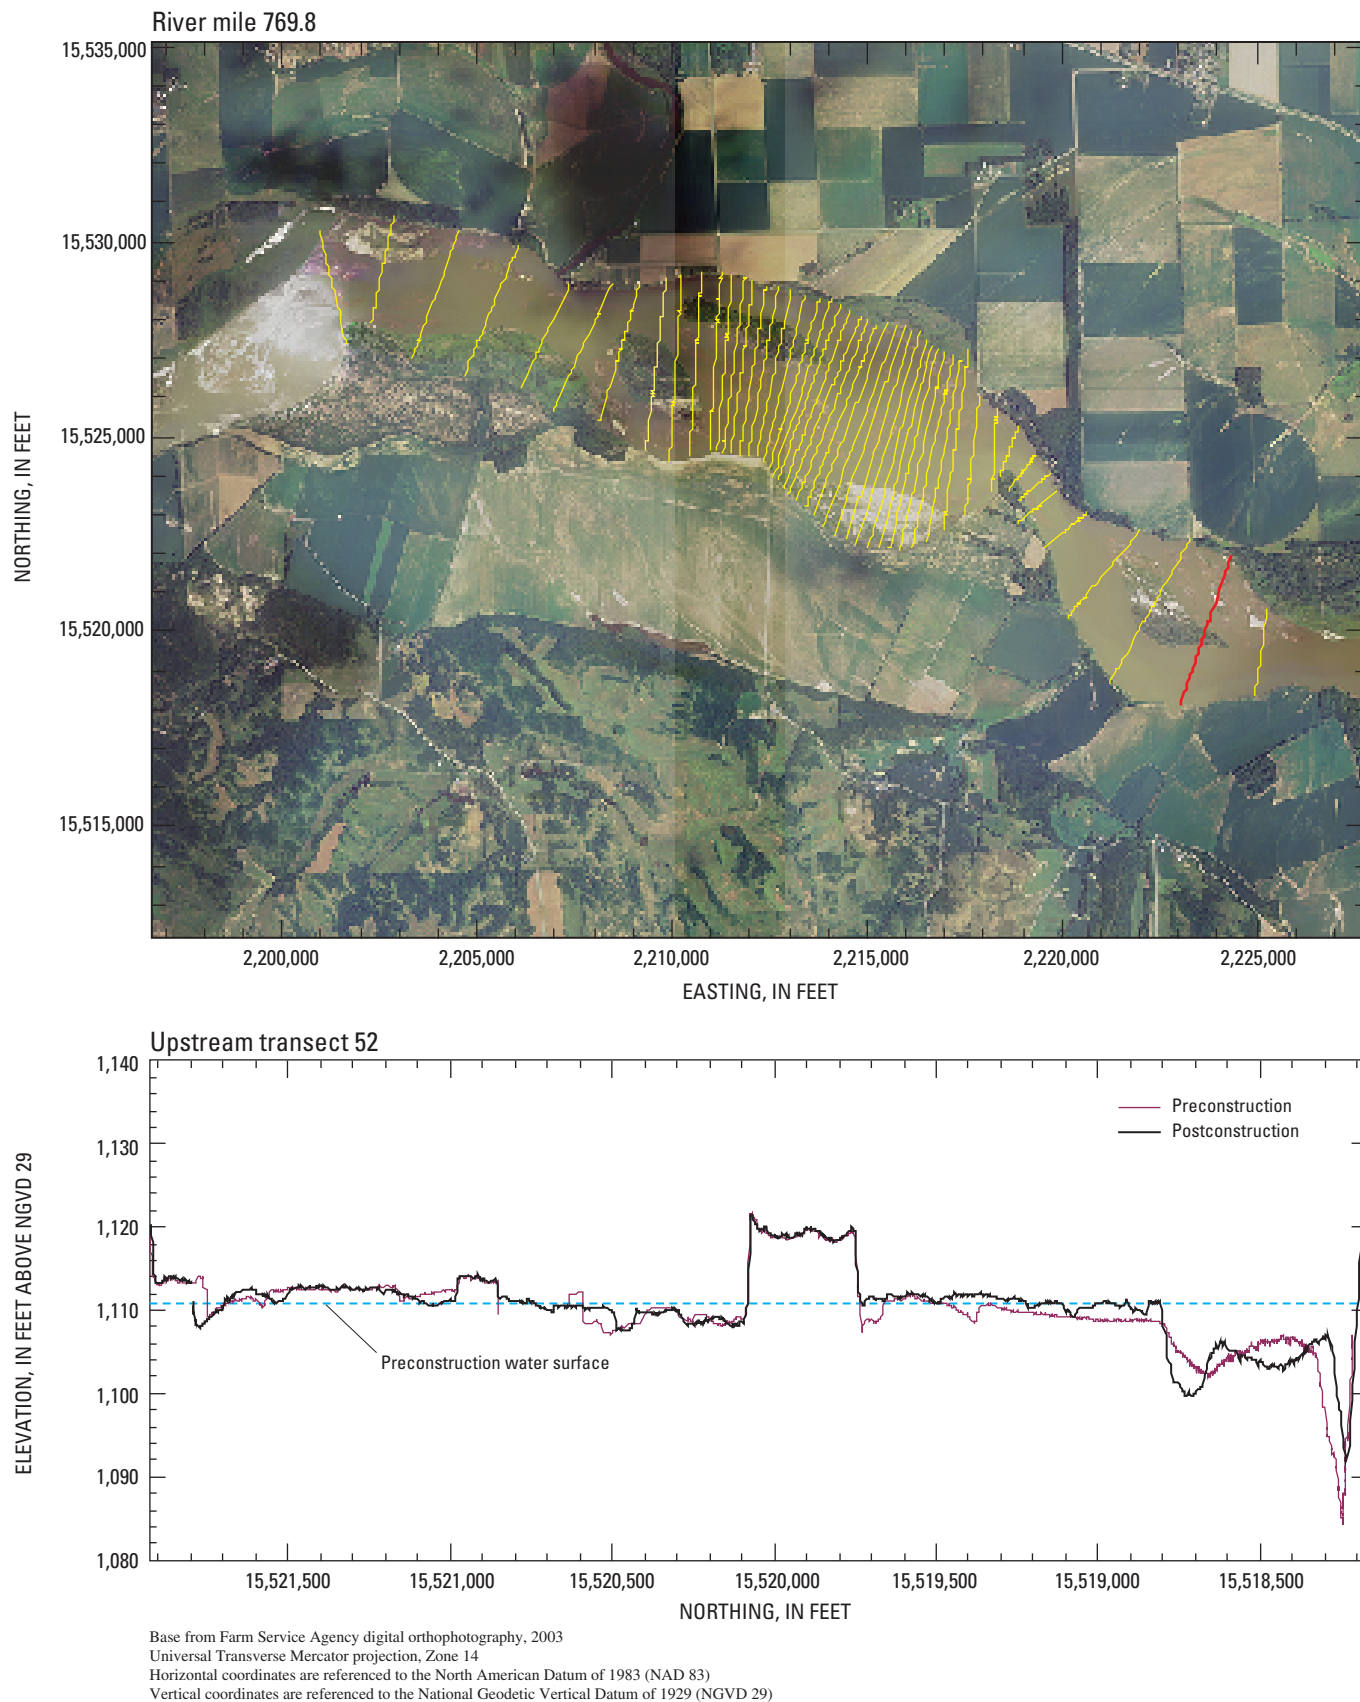 River mile 769.8
15,535,000
15,530,000
15,525,000
15,520,000
15,515,000
NORTHING, IN FEET
2,200,000 2,205,000 2,210,000 2,215,000 2,220,000 2,225,000
EASTING, IN FEET
Upstream transect 52
1,140
1,130
1,120
1,110
1,100
1,090
1,080
ELEVATION, IN FEET ABOVE NGVD 29
Preconstruction
Postconstruction
Preconstruction water surface
15,521,500 15,521,000 15,520,500 15,520,000 15,519,500 15,519,000 15,518,500
NORTHING, IN FEET
Base from Farm Service Agency digital orthophotography, 2003
Universal Transverse Mercator projection, Zone 14
Horizontal coordinates are referenced to the North American Datum of 1983 (NAD 83)
Vertical coordinates are referenced to the National Geodetic Vertical Datum of 1929 (NGVD 29)